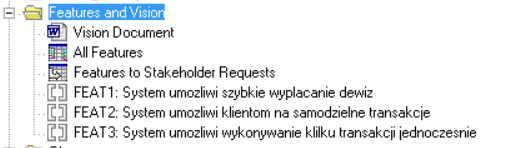 Features and Vision
Vision Document
All Features
Features to Stakeholder Requests
FEAT1: System umozliwi szybkie wyplacanie dewiz
FEAT2: System umozliwi klientom na samodzielne transakcje
FEAT3: System umozliwi wykonywanie klilku transakcji jednoczesnie